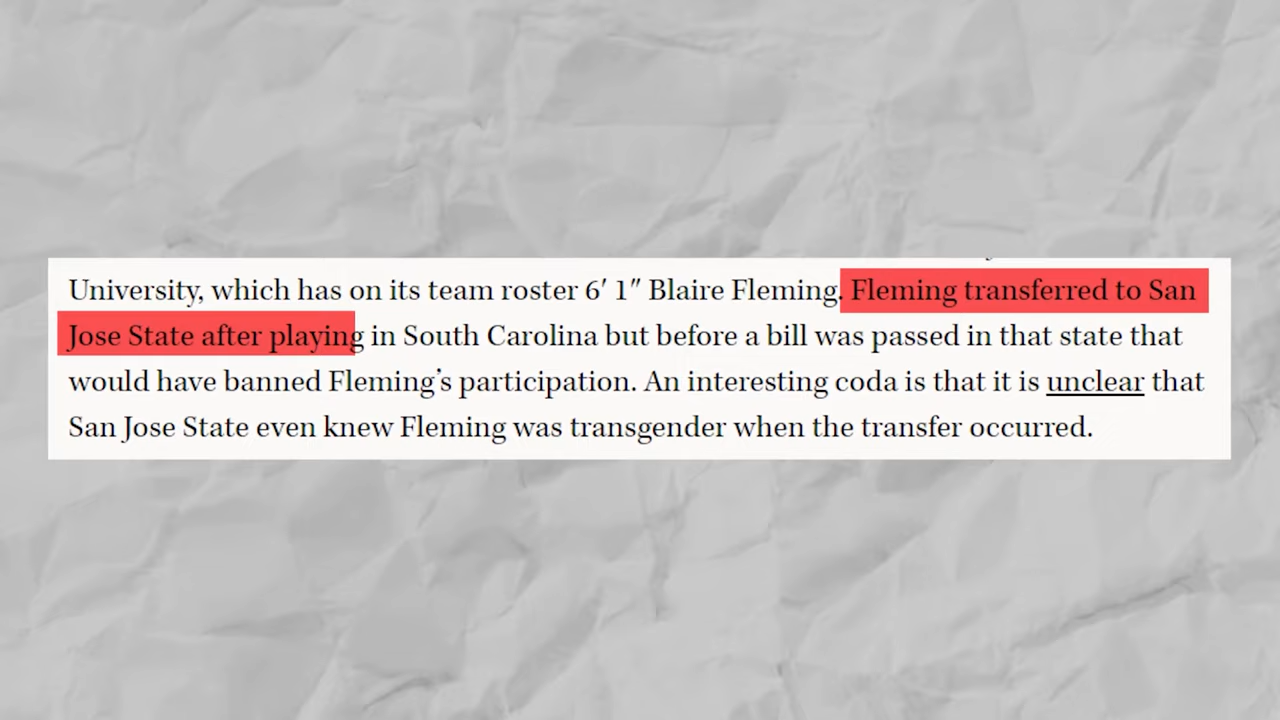 University, which has on its team roster 6′ 1″ Blaire Fleming. Fleming transferred to San
Jose State after playing in South Carolina but before a bill was passed in that state that
would have banned Fleming’s participation. An interesting coda is that it is unclear that
San Jose State even knew Fleming was transgender when the transfer occurred.